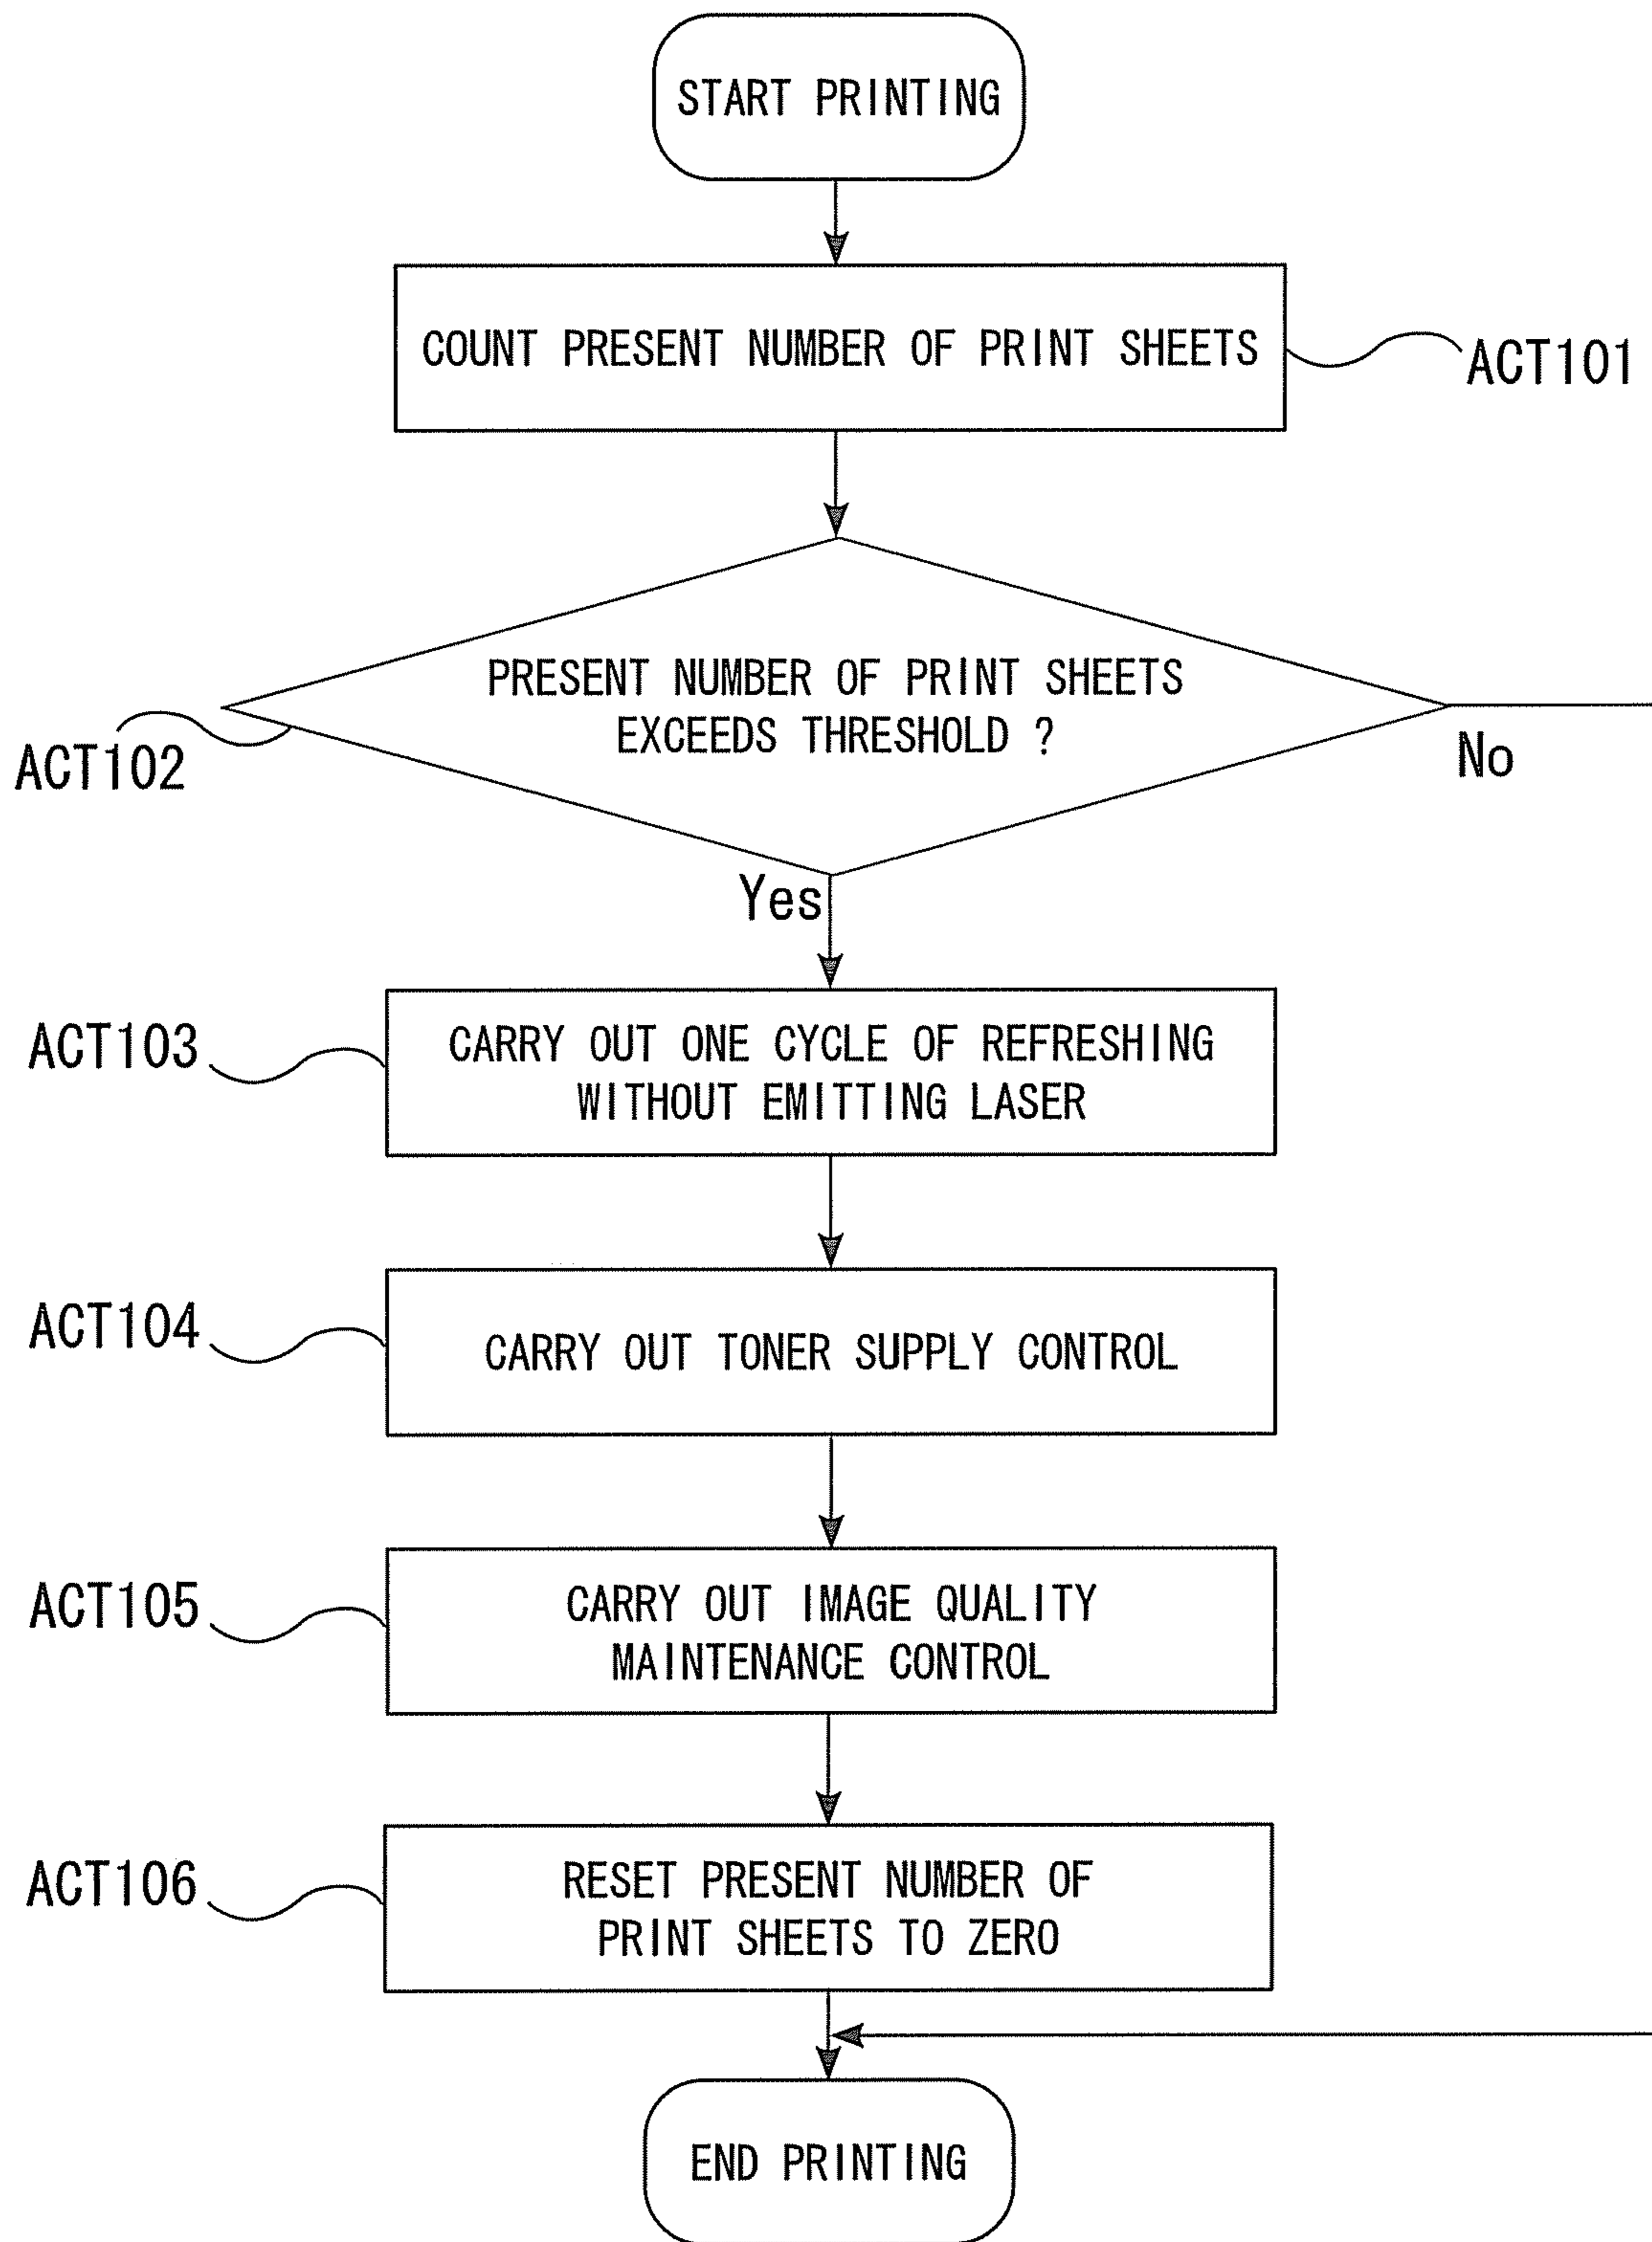 START PRINTING
COUNT PRESENT NUMBER OF PRINT SHEETS
ACT101
PRESENT NUMBER OF PRINT SHEETS
EXCEEDS THRESHOLD ?
ACT102
No
Yes
ACT103
CARRY OUT ONE CYCLE OF REFRESHING
WITHOUT EMITTING LASER
ACT104
CARRY OUT TONER SUPPLY CONTROL
ACT105
CARRY OUT IMAGE QUALITY
MAINTENANCE CONTROL
ACT106
RESET PRESENT NUMBER OF
PRINT SHEETS TO ZERO
END PRINTING